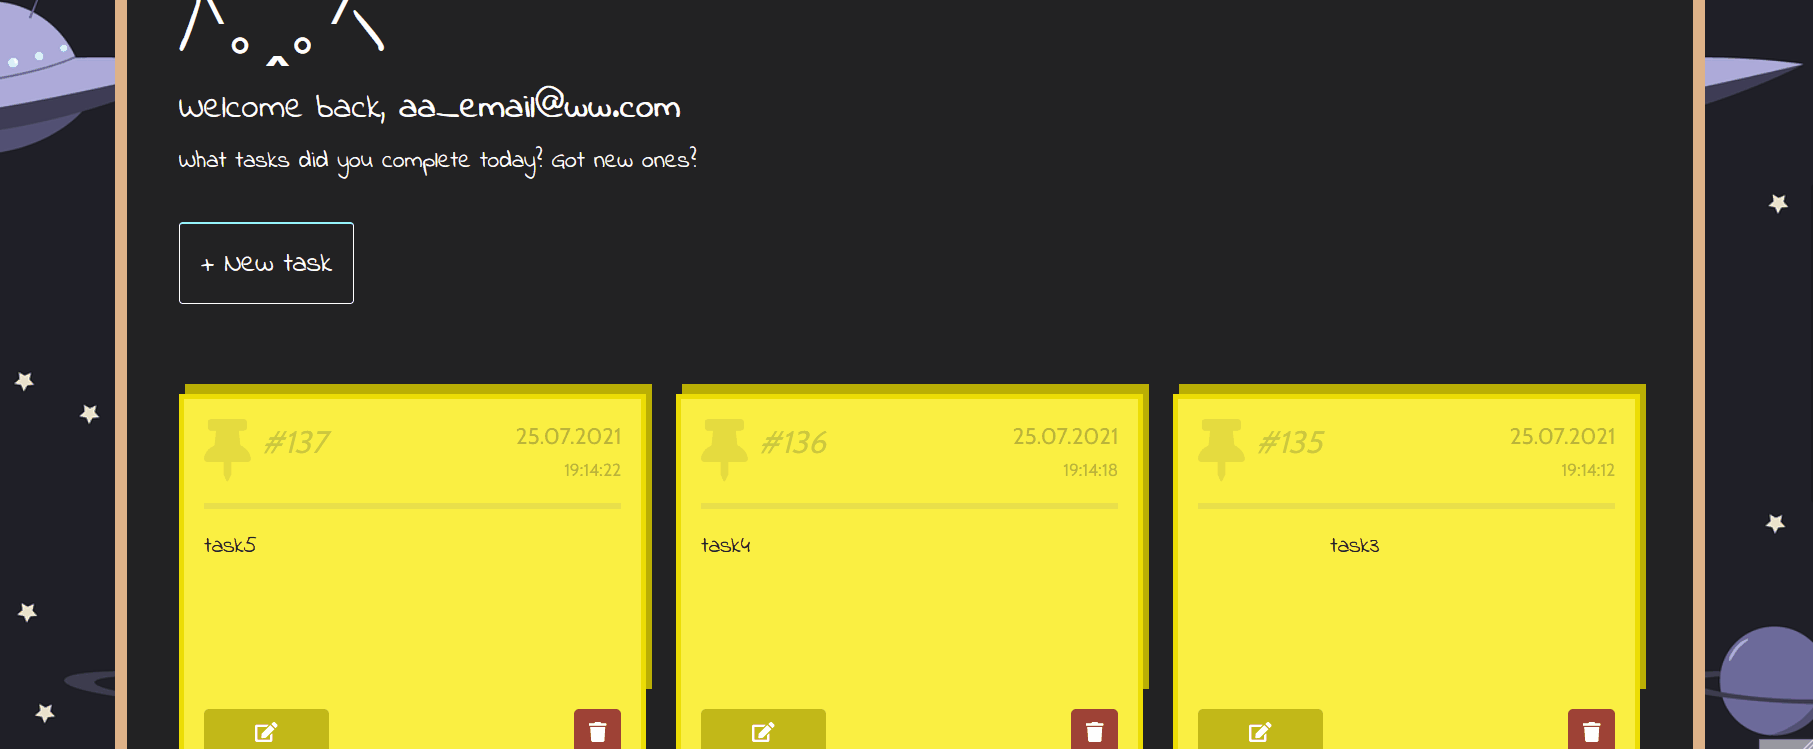 Welcome back, aa_email@ww.com
What tasks did you complete today? Got new ones?
+ New task
#137
25.07.2021
19:14:22
task5
#136
25.07.2021
19:14:18
task4
#135
25.07.2021
19:14:12
task3